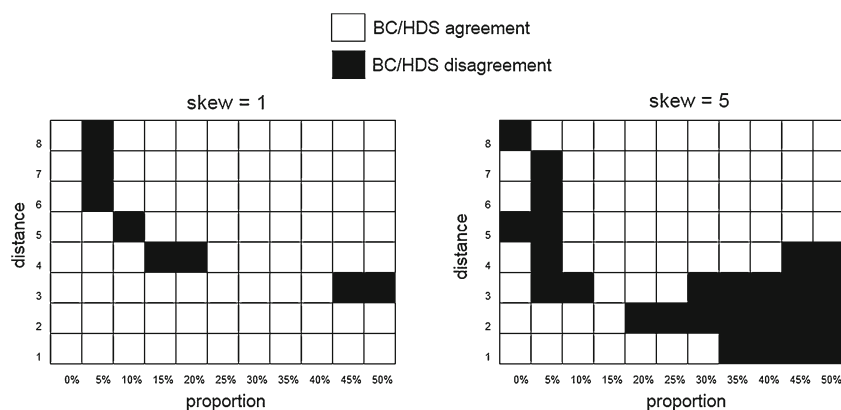 BC/HDS agreement
BC/HDS disagreement
skew = 1
skew = 5
distance
8
7
6
5
4
3
2
1
0% 5% 10% 15% 20% 25% 30% 35% 40% 45% 50%
proportion
distance
8
7
6
5
4
3
2
1
0% 5% 10% 15% 20% 25% 30% 35% 40% 45% 50%
proportion